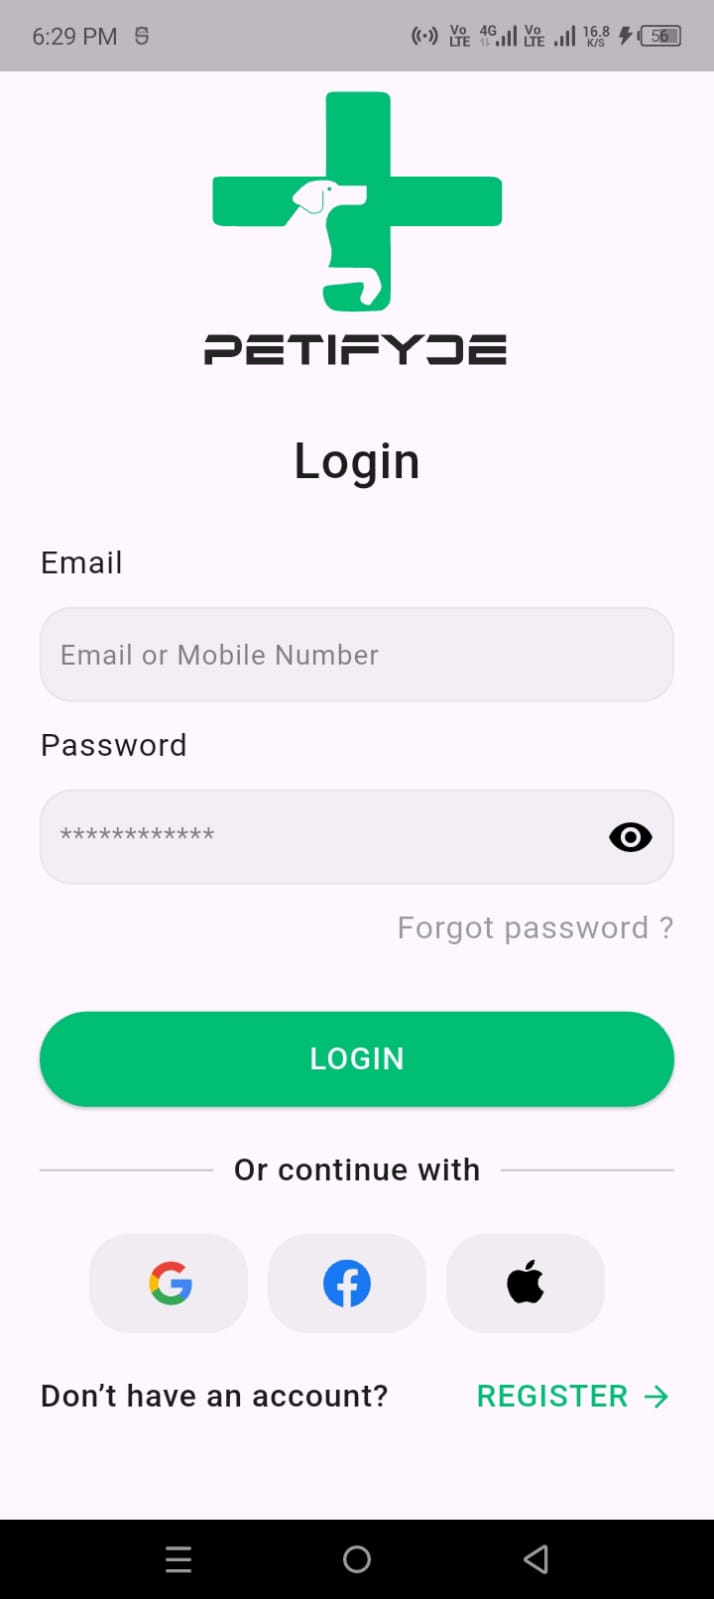 6:29 PM Vo LTE 4G Vo LTE 16.8 K/S 56
PETIFYDE
Login
Email
Email or Mobile Number
Password
************
Forgot password ?
LOGIN
Or continue with
Don’t have an account? REGISTER →